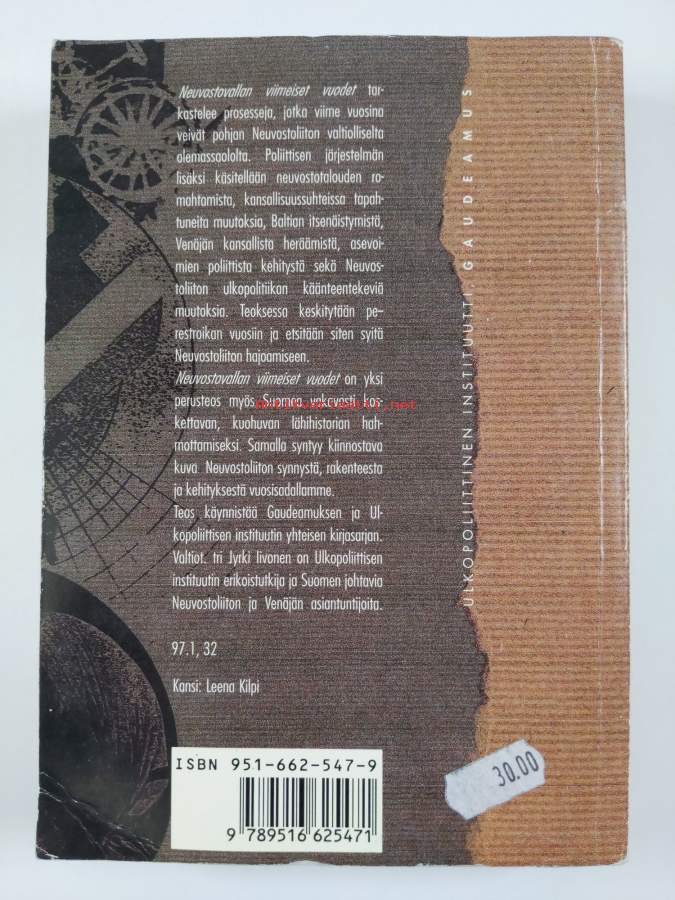 Neuvostovallan viimeiset vuodet tar-
kastelee prosesseja, jotka viime vuosina
veivät pohjan Neuvostoliiton valtiolliselta
olemassaololta. Poliittisen järjestelmän
lisäksi käsitellään neuvostotalouden ro-
mahtamista, kansallisuussuhteissa tapah-
tuneita muutoksia, Baltian itsenäistymistä,
Venäjän kansallista heräämistä, asevoi-
mien poliittista kehitystä sekä Neuvos-
toliiton ulkopolitiikan käänteentekeviä
muutoksia. Teoksessa keskitytään pe-
restroikan vuosiin ja etsitään siten syitä
Neuvostoliiton hajoamiseen.
Neuvostovallan viimeiset vuodet on yksi
perusteos myös Suomea vakavasti kos-
kettavan, kuohuvan lähihistorian hah-
mottamiseksi. Samalla syntyy kiinnostava
kuva Neuvostoliiton synnystä, rakenteesta
ja kehityksestä vuosisadallamme.
Teos käynnistää Gaudeamuksen ja Ul-
kopoliittisen instituutin yhteisen kirjasarjan.
Valtiot. tri Jyrki Iivonen on Ulkopoliittisen
instituutin erikoistutkija ja Suomen johtavia
Neuvostoliiton ja Venäjän asiantuntijoita.
97.1, 32
Kansi: Leena Kilpi
ISBN 951-662-547-9
9 789516 625471
30.00
ULKOPOLIITTINEN INSTITUUTTI, GAUDEAMUS